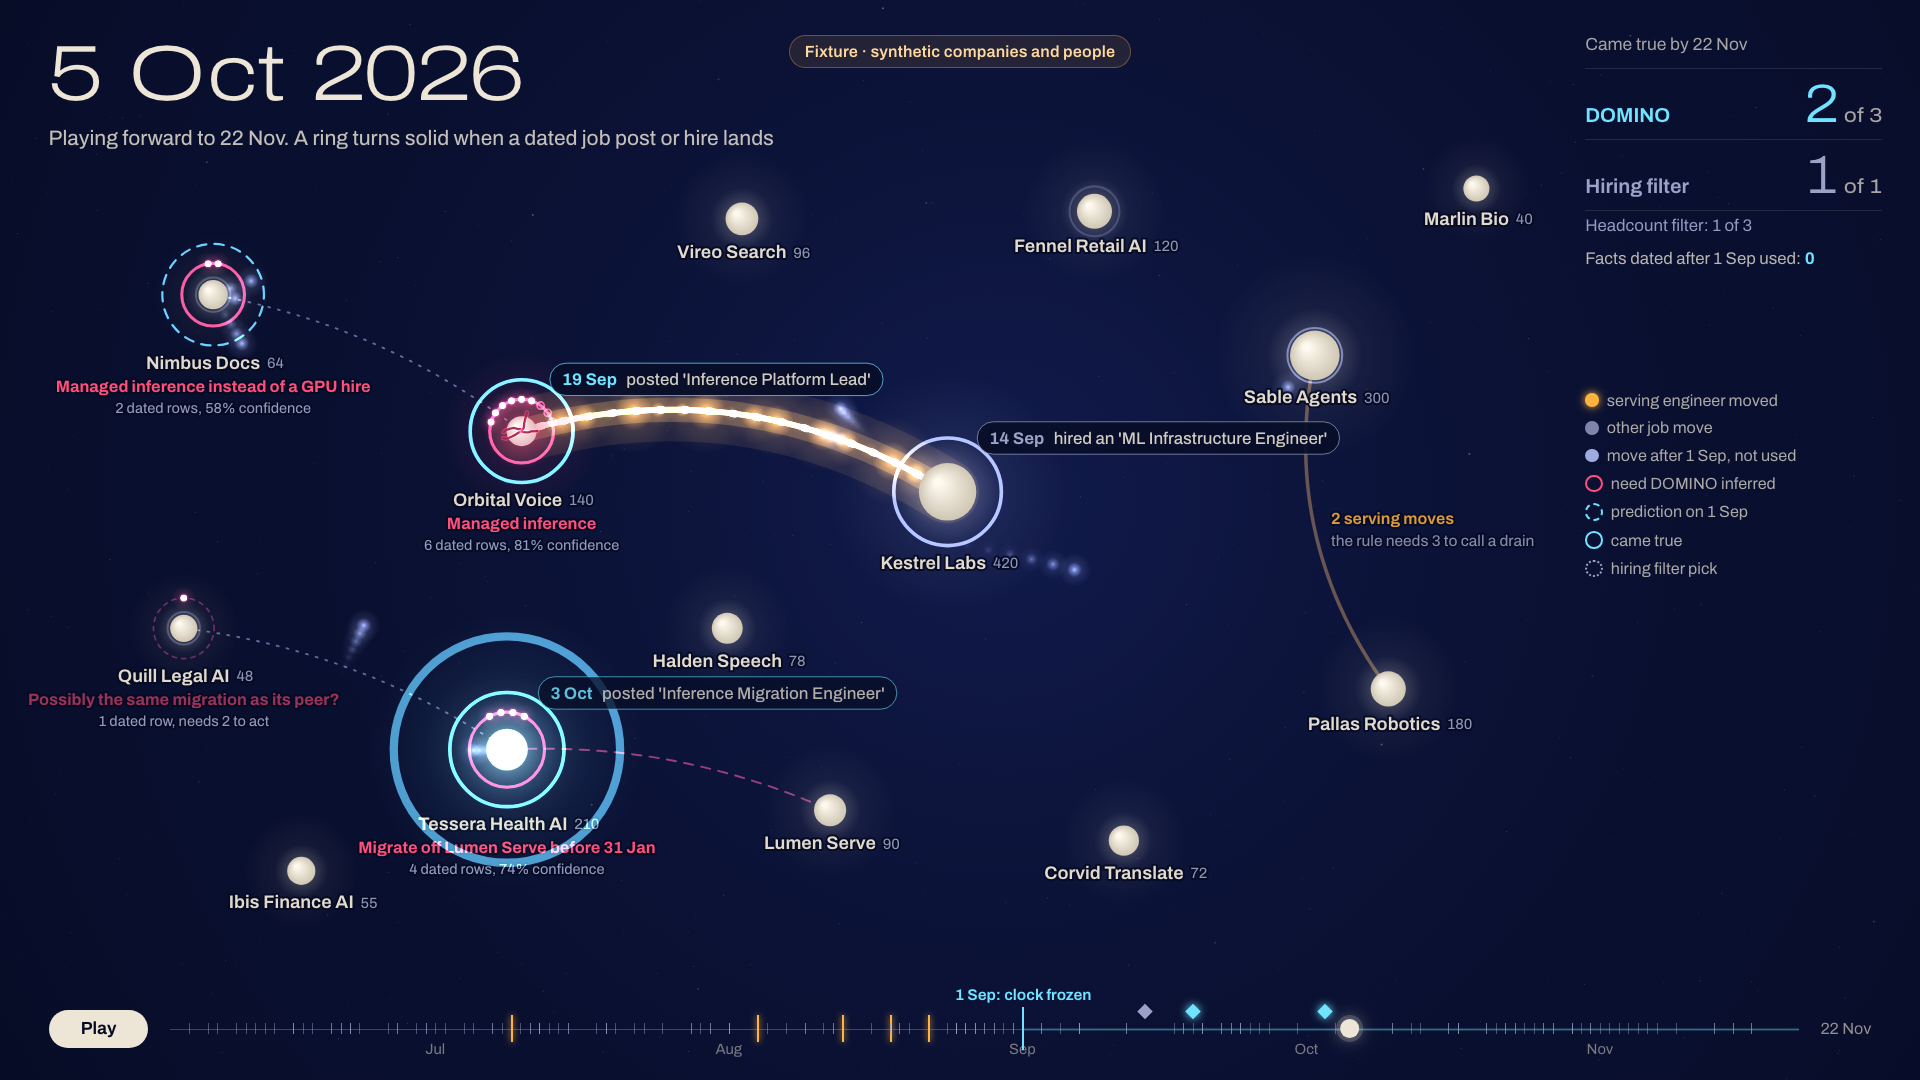 5 Oct 2026
Playing forward to 22 Nov. A ring turns solid when a dated job post or hire lands
Fixture · synthetic companies and people
Came true by 22 Nov
DOMINO 2 of 3
Hiring filter 1 of 1
Headcount filter: 1 of 3
Facts dated after 1 Sep used: 0
Vireo Search 96
Fennel Retail AI 120
Marlin Bio 40
Nimbus Docs 64
Managed inference instead of a GPU hire
2 dated rows, 58% confidence
19 Sep posted 'Inference Platform Lead'
Sable Agents 300
14 Sep hired an 'ML Infrastructure Engineer'
Orbital Voice 140
Managed inference
6 dated rows, 81% confidence
Kestrel Labs 420
2 serving moves
the rule needs 3 to call a drain
serving engineer moved
other job move
move after 1 Sep, not used
need DOMINO inferred
prediction on 1 Sep
came true
hiring filter pick
Quill Legal AI 48
Possibly the same migration as its peer?
1 dated row, needs 2 to act
Halden Speech 78
3 Oct posted 'Inference Migration Engineer'
Pallas Robotics 180
Tessera Health AI 210
Migrate off Lumen Serve before 31 Jan
4 dated rows, 74% confidence
Lumen Serve 90
Corvid Translate 72
Ibis Finance AI 55
1 Sep: clock frozen
Play
22 Nov
Jul
Aug
Sep
Oct
Nov